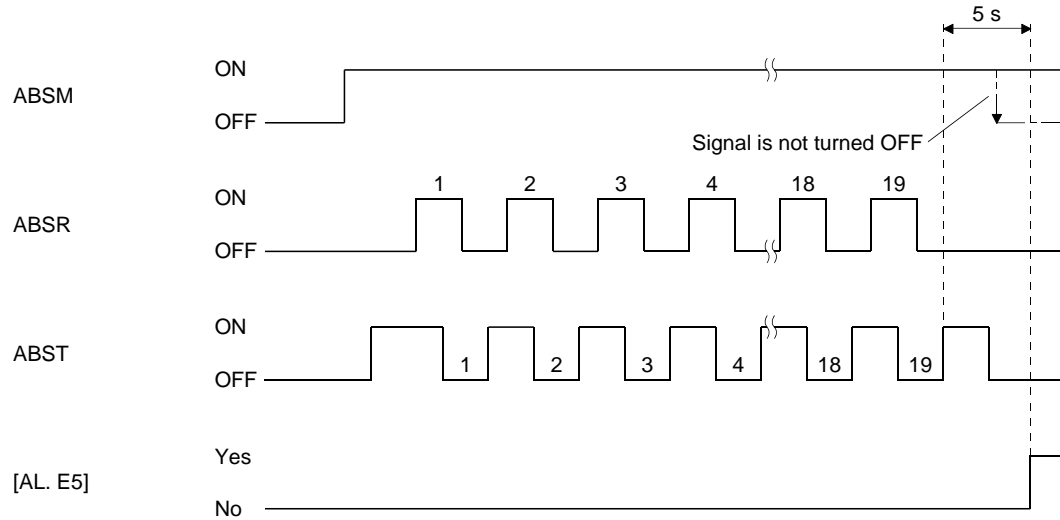 5 s
ABSM
ON
OFF
Signal is not turned OFF
ABSR
ON
OFF
1 2 3 4 18 19
ABST
ON
OFF
1 2 3 4 18 19
[AL. E5]
Yes
No